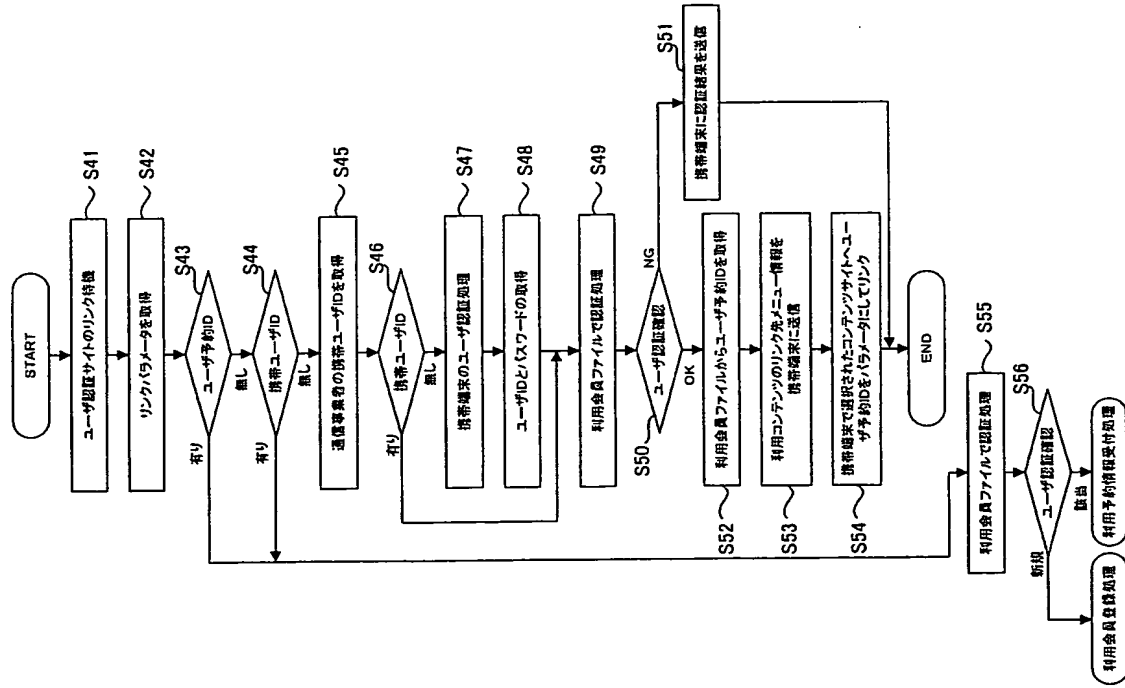 START
ユーザ認証サイトのリンク待機
S41
リンクパラメータを取得
S42
ユーザ予約ID
S43
有り
無し
携帯ユーザID
S44
有り
無し
通信事業者の携帯ユーザIDを取得
S45
携帯ユーザID
S46
有り
無し
携帯端末のユーザ認証処理
S47
ユーザIDとパスワードの取得
S48
利用会員ファイルで認証処理
S49
ユーザ認証確認
S50
NG
OK
携帯端末に認証結果を送信
S51
利用会員ファイルからユーザ予約IDを取得
S52
利用コンテンツのリンク先メニュー情報を
携帯端末に送信
S53
携帯端末で選択されたコンテンツサイトへユー
ザ予約IDをパラメータにしてリンク
S54
END
利用会員ファイルで認証処理
S55
ユーザ認証確認
S56
新規
該当
利用会員登録処理
利用予約情報受付処理